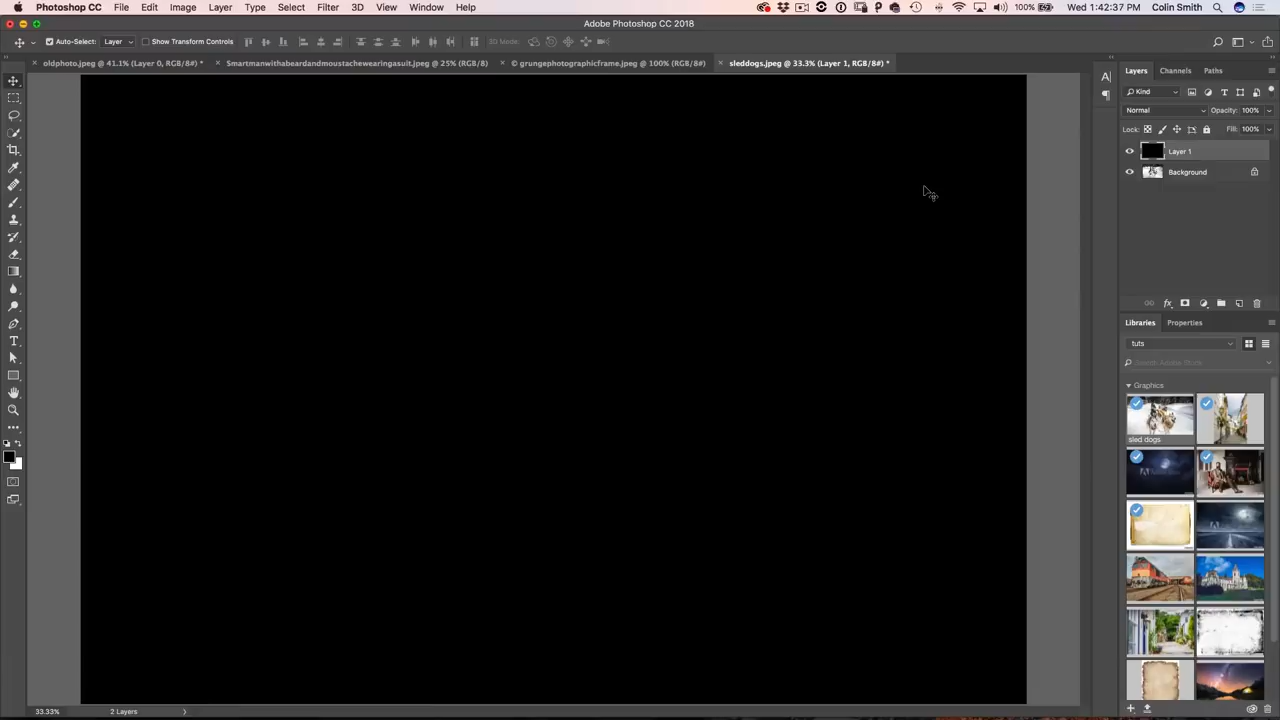 Photoshop CC File Edit Image Layer Type Select Filter 3D View Window Help 100% Wed 1:42:37 PM Colin Smith
Adobe Photoshop CC 2018
Auto-Select: Layer Show Transform Controls 3D Mode:
oldphoto.jpeg @ 41.1% (Layer 0, RGB/8#) * Smartmanwithabeardandmoustachewearingasuit.jpeg @ 25% (RGB/8) © grungephotographicframe.jpeg @ 100% (RGB/8#) sleddogs.jpeg @ 33.3% (Layer 1, RGB/8#) *
Layers Channels Paths
Kind
Normal Opacity: 100%
Lock: Fill: 100%
Layer 1
Background
Libraries Properties
tuts
Search Adobe Stock
Graphics
sled dogs
33.33% 2 Layers